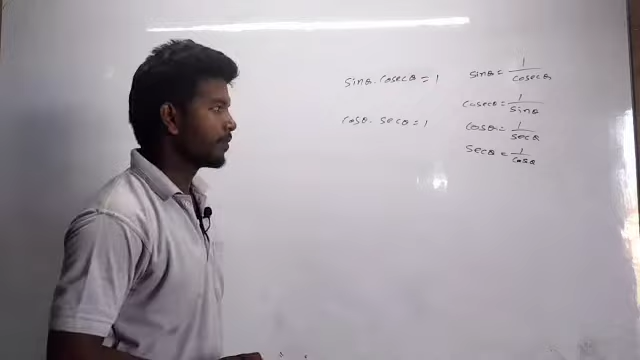 sinθ. cosecθ = 1
cosθ. secθ = 1
sinθ = 1/cosecθ
cosecθ = 1/sinθ
cosθ = 1/secθ
secθ = 1/cosθ